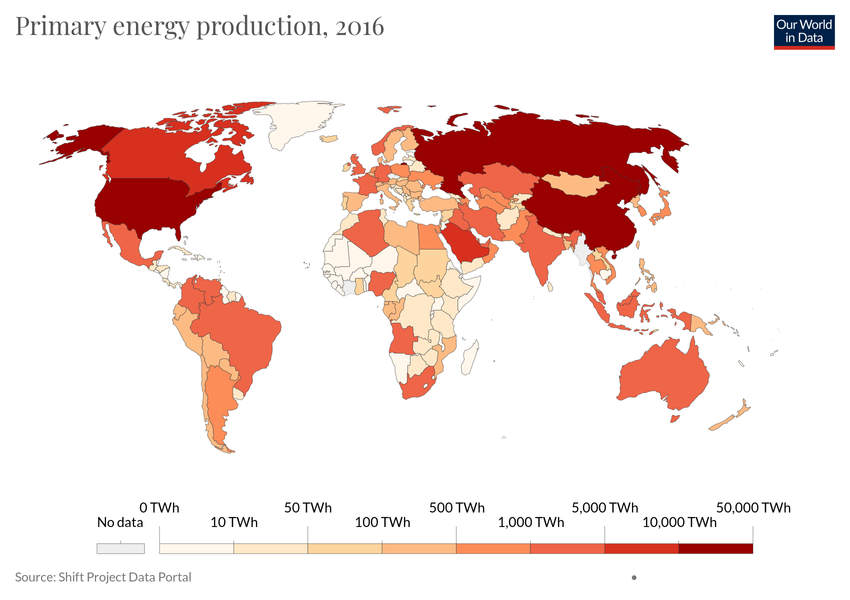 Primary energy production, 2016
Our World
in Data
No data
0 TWh
10 TWh
50 TWh
100 TWh
500 TWh
1,000 TWh
5,000 TWh
10,000 TWh
50,000 TWh
Source: Shift Project Data Portal